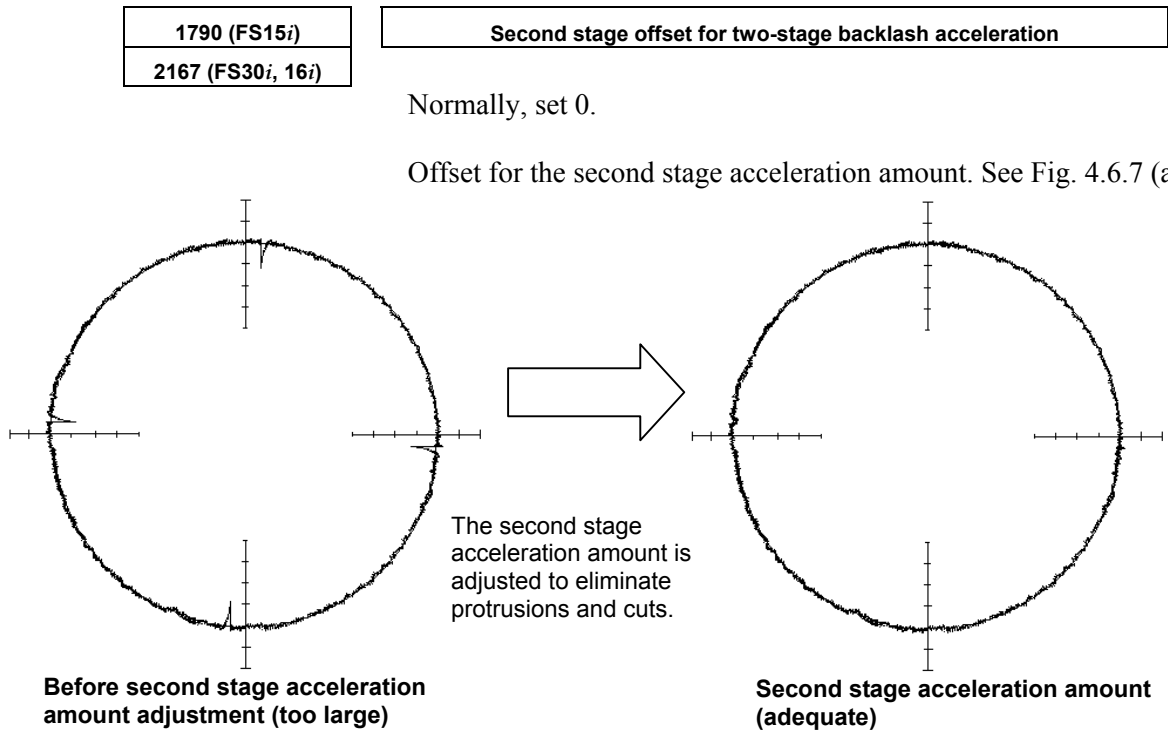 1790 (FS15i)
Second stage offset for two-stage backlash acceleration
2167 (FS30i, 16i)
Normally, set 0.
Offset for the second stage acceleration amount. See Fig. 4.6.7 (a
The second stage
acceleration amount is
adjusted to eliminate
protrusions and cuts.
Before second stage acceleration
amount adjustment (too large)
Second stage acceleration amount
(adequate)